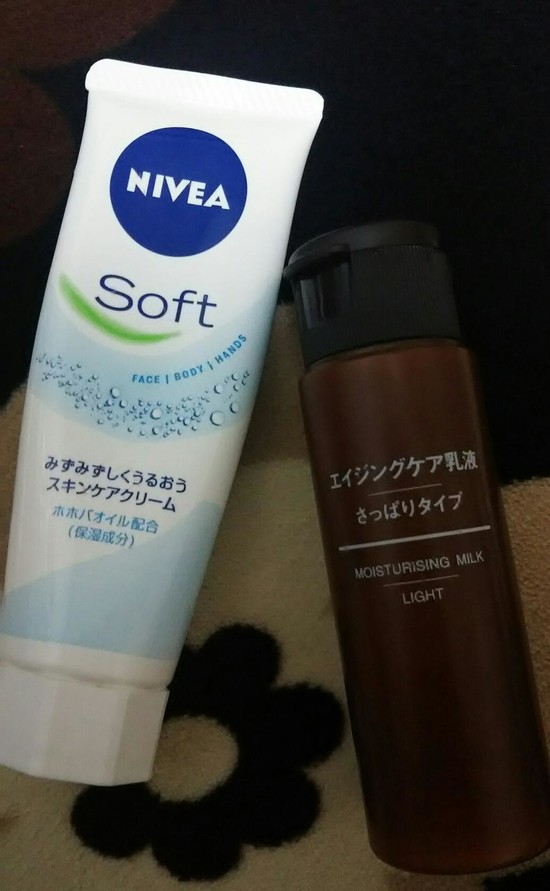 NIVEA
Soft
FACE | BODY | HANDS
みずみずしくうるおう
スキンケアクリーム
ホホバオイル配合
(保湿成分)
エイジングケア乳液
さっぱりタイプ
MOISTURISING MILK
LIGHT